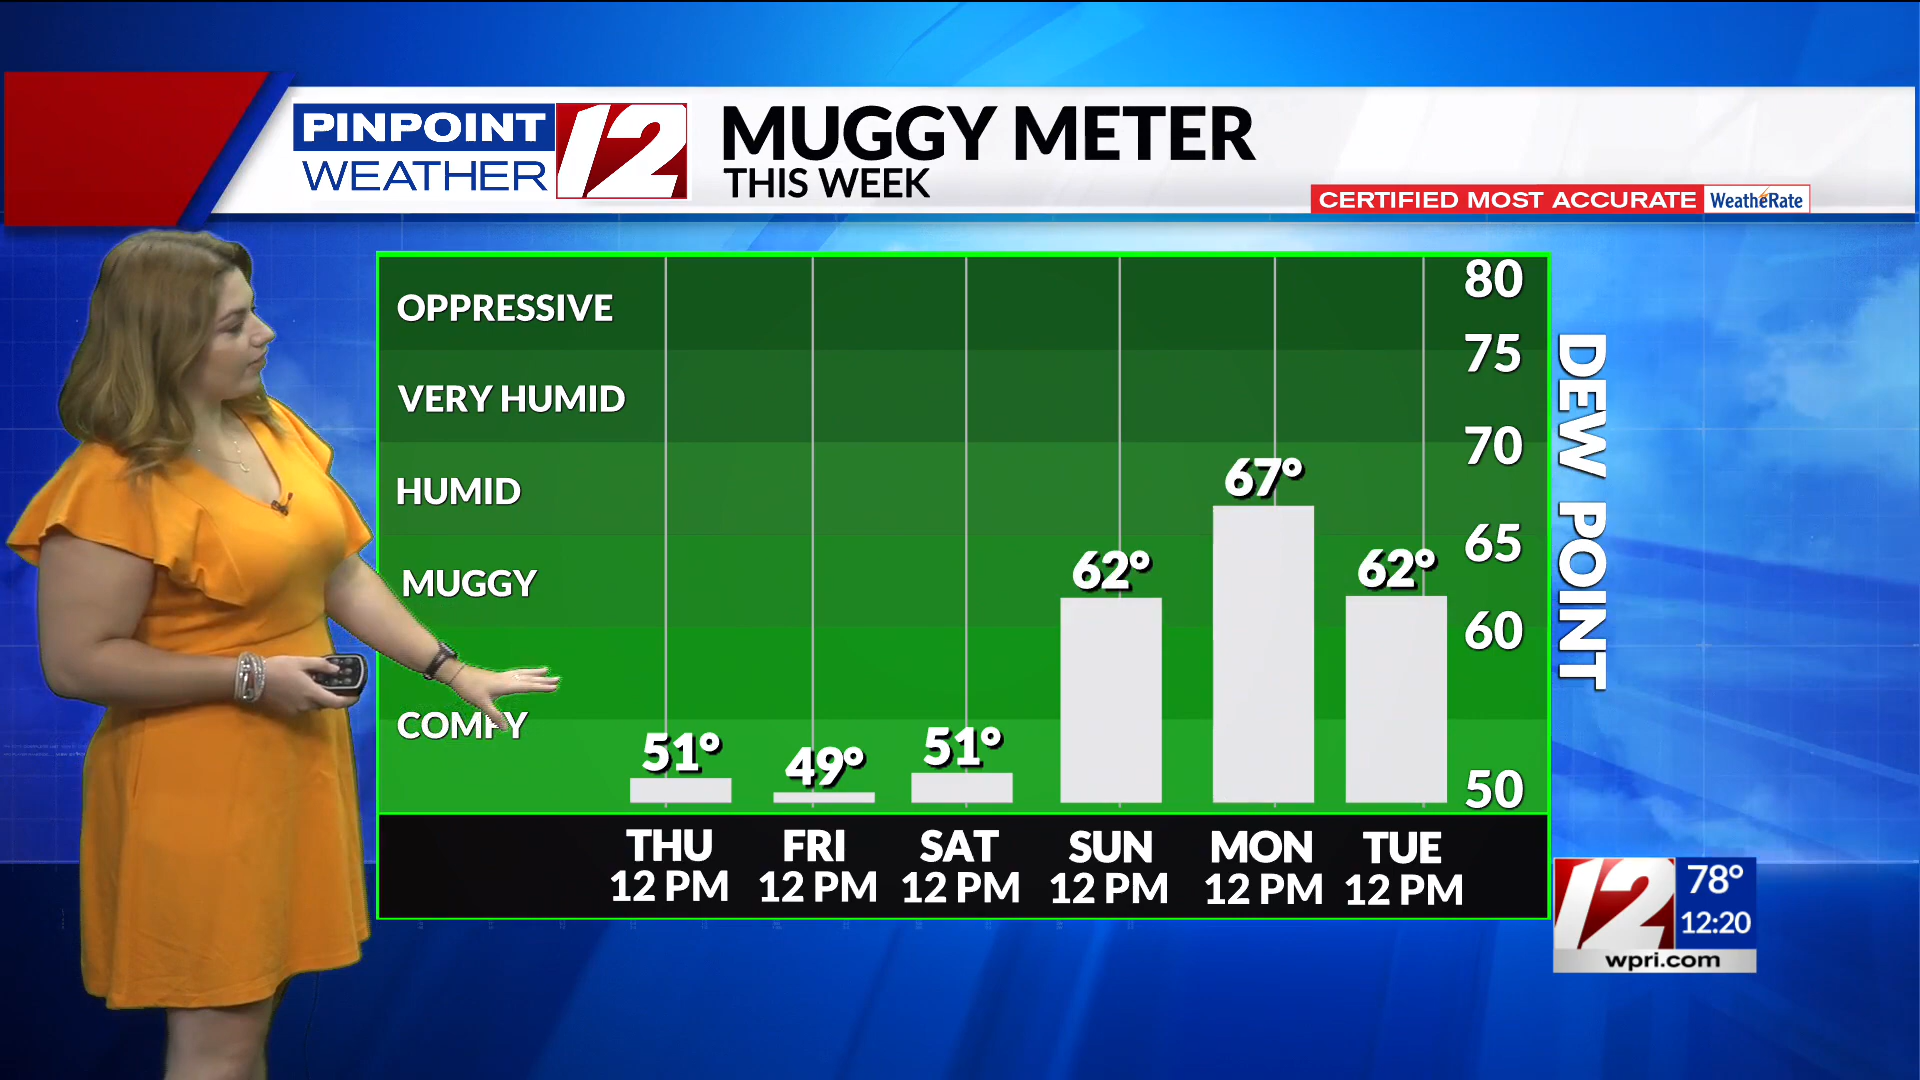 PINPOINT
WEATHER
12
MUGGY METER
THIS WEEK
CERTIFIED MOST ACCURATE WeatheRate
OPPRESSIVE
VERY HUMID
HUMID
MUGGY
COMFY
80
75
70
65
60
50
DEW POINT
51°
49°
51°
62°
67°
62°
THU
12 PM
FRI
12 PM
SAT
12 PM
SUN
12 PM
MON
12 PM
TUE
12 PM
12
78°
12:20
wpri.com